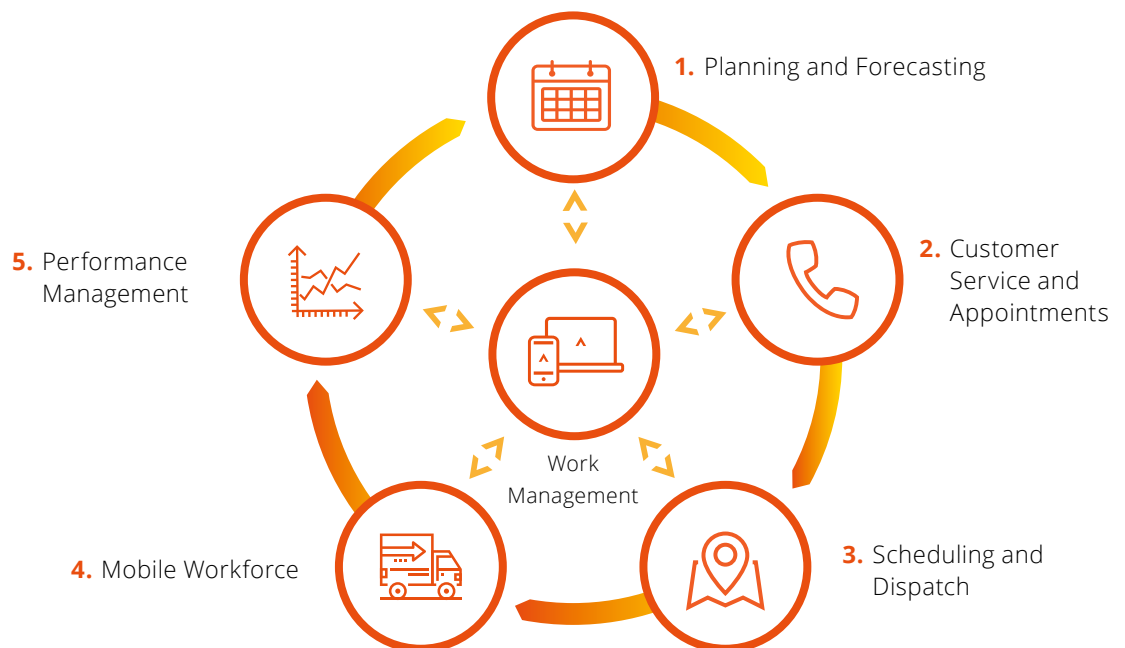 1. Planning and Forecasting
2. Customer
Service and
Appointments
3. Scheduling and
Dispatch
4. Mobile Workforce
5. Performance
Management
Work
Management